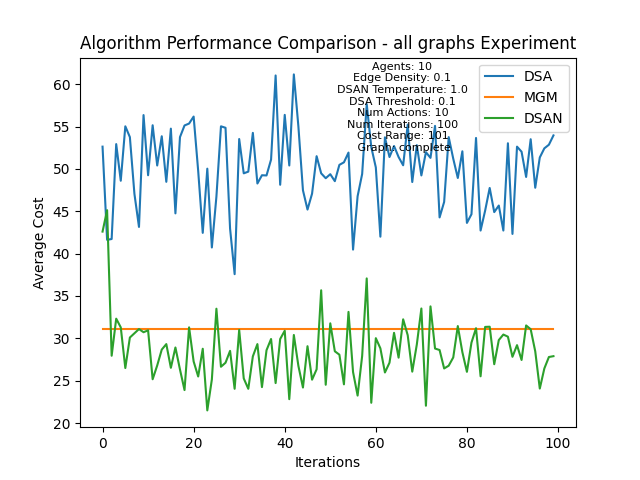 Algorithm Performance Comparison - all graphs Experiment
Agents: 10
Edge Density: 0.1
DSAN Temperature: 1.0
DSA Threshold: 0.1
Num Actions: 10
Num Iterations: 100
Cost Range: 101
Graph: complete
DSA
MGM
DSAN
Average Cost
60
55
50
45
40
35
30
25
20
0
20
40
60
80
100
Iterations